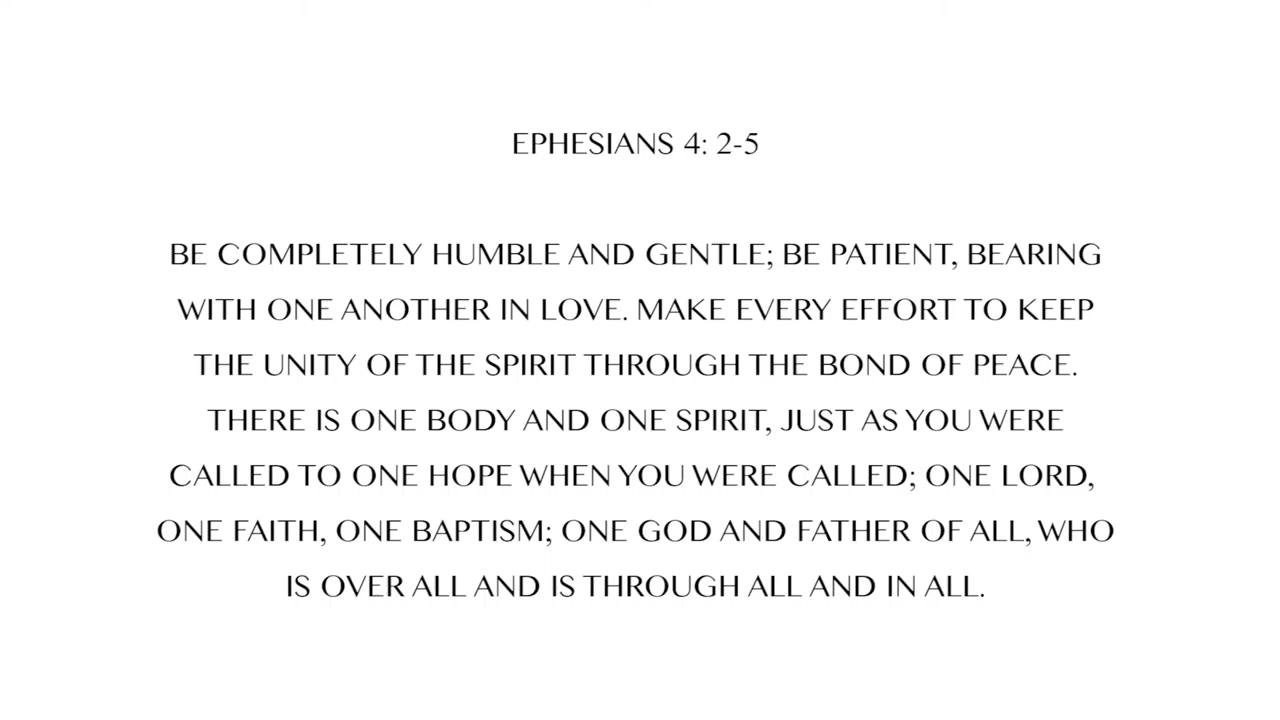 EPHESIANS 4: 2-5
BE COMPLETELY HUMBLE AND GENTLE; BE PATIENT, BEARING
WITH ONE ANOTHER IN LOVE. MAKE EVERY EFFORT TO KEEP
THE UNITY OF THE SPIRIT THROUGH THE BOND OF PEACE.
THERE IS ONE BODY AND ONE SPIRIT, JUST AS YOU WERE
CALLED TO ONE HOPE WHEN YOU WERE CALLED; ONE LORD,
ONE FAITH, ONE BAPTISM; ONE GOD AND FATHER OF ALL, WHO
IS OVER ALL AND IS THROUGH ALL AND IN ALL.